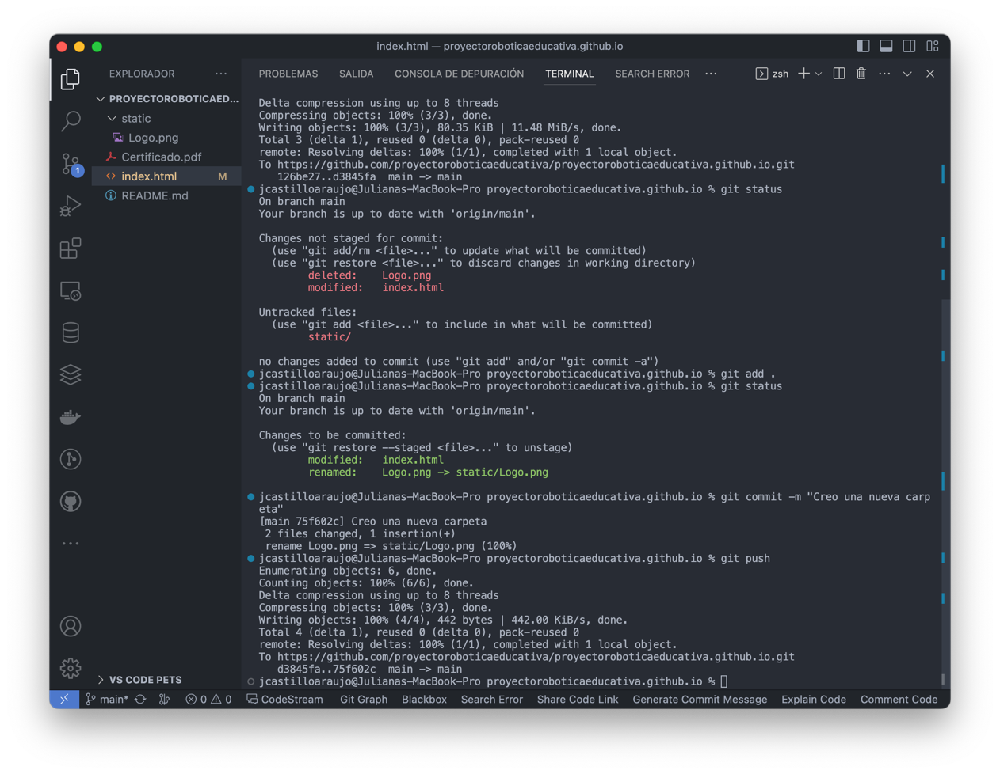 index.html — proyectoroboticaeducativa.github.io
EXPLORADOR
PROYECTOROBOTICAED...
static
Logo.png
Certificado.pdf
index.html M
README.md
1
VS CODE PETS
PROBLEMAS SALIDA CONSOLA DE DEPURACIÓN TERMINAL SEARCH ERROR ··· zsh
Delta compression using up to 8 threads
Compressing objects: 100% (3/3), done.
Writing objects: 100% (3/3), 80.35 KiB | 11.48 MiB/s, done.
Total 3 (delta 1), reused 0 (delta 0), pack-reused 0
remote: Resolving deltas: 100% (1/1), completed with 1 local object.
To https://github.com/proyectoroboticaeducativa/proyectoroboticaeducativa.github.io.git
   126be27..d3845fa  main -> main
jcastilloaraujo@Julianas-MacBook-Pro proyectoroboticaeducativa.github.io % git status
On branch main
Your branch is up to date with 'origin/main'.

Changes not staged for commit:
  (use "git add/rm <file>..." to update what will be committed)
  (use "git restore <file>..." to discard changes in working directory)
        deleted:    Logo.png
        modified:   index.html

Untracked files:
  (use "git add <file>..." to include in what will be committed)
        static/

no changes added to commit (use "git add" and/or "git commit -a")
jcastilloaraujo@Julianas-MacBook-Pro proyectoroboticaeducativa.github.io % git add .
jcastilloaraujo@Julianas-MacBook-Pro proyectoroboticaeducativa.github.io % git status
On branch main
Your branch is up to date with 'origin/main'.

Changes to be committed:
  (use "git restore --staged <file>..." to unstage)
        modified:   index.html
        renamed:    Logo.png -> static/Logo.png

jcastilloaraujo@Julianas-MacBook-Pro proyectoroboticaeducativa.github.io % git commit -m "Creo una nueva carp
eta"
[main 75f602c] Creo una nueva carpeta
 2 files changed, 1 insertion(+)
 rename Logo.png => static/Logo.png (100%)
jcastilloaraujo@Julianas-MacBook-Pro proyectoroboticaeducativa.github.io % git push
Enumerating objects: 6, done.
Counting objects: 100% (6/6), done.
Delta compression using up to 8 threads
Compressing objects: 100% (3/3), done.
Writing objects: 100% (4/4), 442 bytes | 442.00 KiB/s, done.
Total 4 (delta 1), reused 0 (delta 0), pack-reused 0
remote: Resolving deltas: 100% (1/1), completed with 1 local object.
To https://github.com/proyectoroboticaeducativa/proyectoroboticaeducativa.github.io.git
   d3845fa..75f602c  main -> main
jcastilloaraujo@Julianas-MacBook-Pro proyectoroboticaeducativa.github.io %
main* 0 0 CodeStream Git Graph Blackbox Search Error Share Code Link Generate Commit Message Explain Code Comment Code